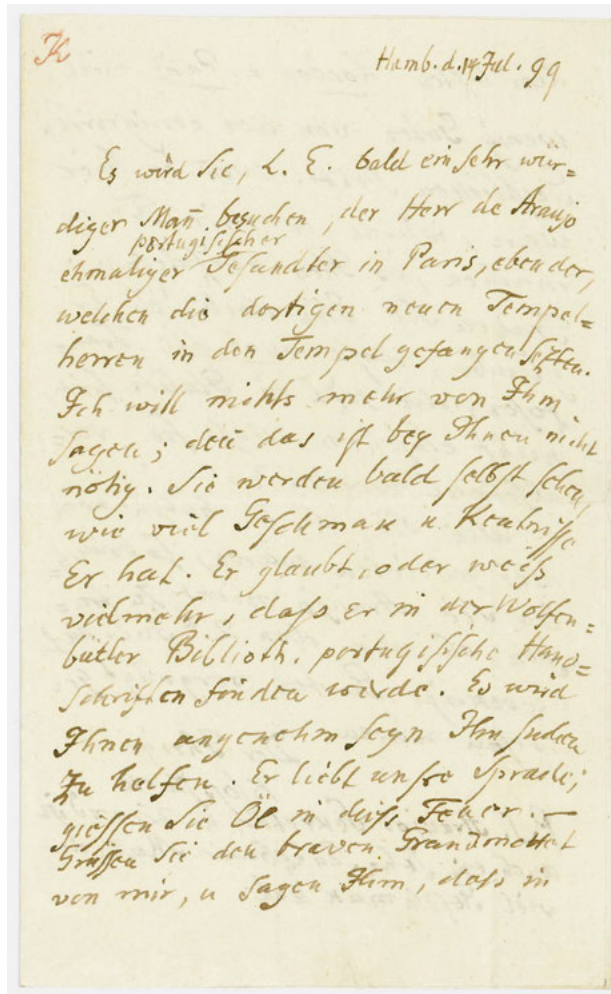 K
Hamb. d. 14 Jul. 99
Es wird Sie, L. E. bald ein sehr wür=
diger Mañ besuchen, der Herr de Araujo
portugisischer
ehmaliger Gesandter in Paris, eben der,
welchen die dortigen neuen Tempel=
herren in den Tempel gefangen setzten.
Ich will nichts mehr von Ihm
sagen; deñ das ist bey Ihnen nicht
nötig. Sie werden bald selbst sehen,
wie viel Geschmak u. Kentnisse
Er hat. Er glaubt, oder weiss
vielmehr, dass Er in der Wolfen=
bütler Biblioth. portugisische Hand=
schriften finden werde. Es wird
Ihnen angenehm seyn Ihm suchen
zu helfen. Er liebt unsre Sprache;
giessen Sie Öl in diess Feuer. —
Grüssen Sie den braven Grandmottet
von mir, u sagen Ihm, dass in